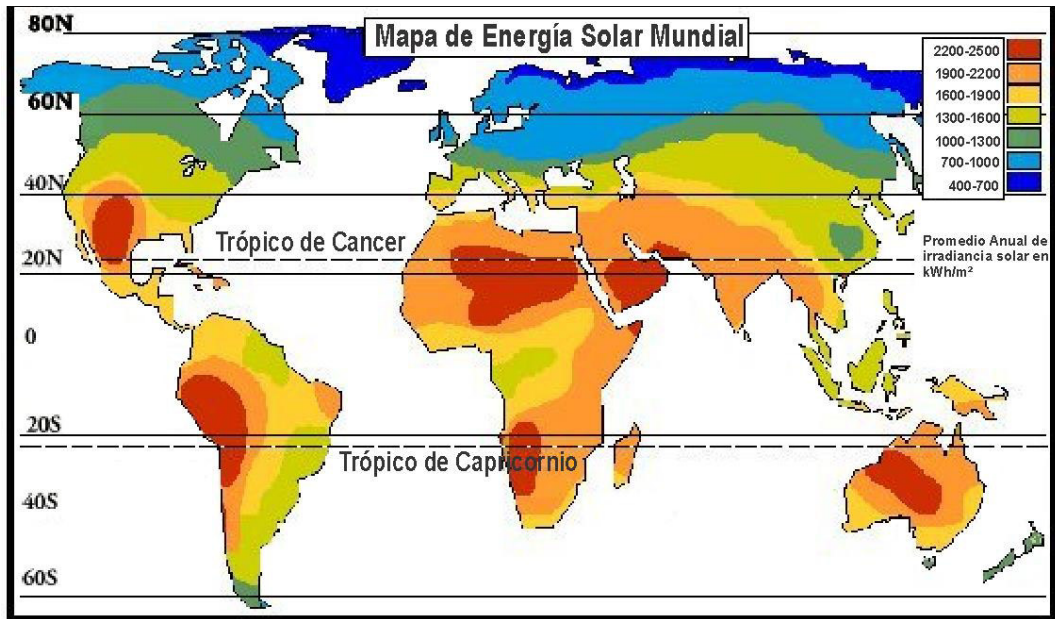 80N
Mapa de Energía Solar Mundial
2200-2500
1900-2200
1600-1900
1300-1600
1000-1300
700-1000
400-700
60N
40N
Trópico de Cancer
Promedio Anual de
irradiancia solar en
kWh/m²
20N
0
20S
Trópico de Capricornio
40S
60S